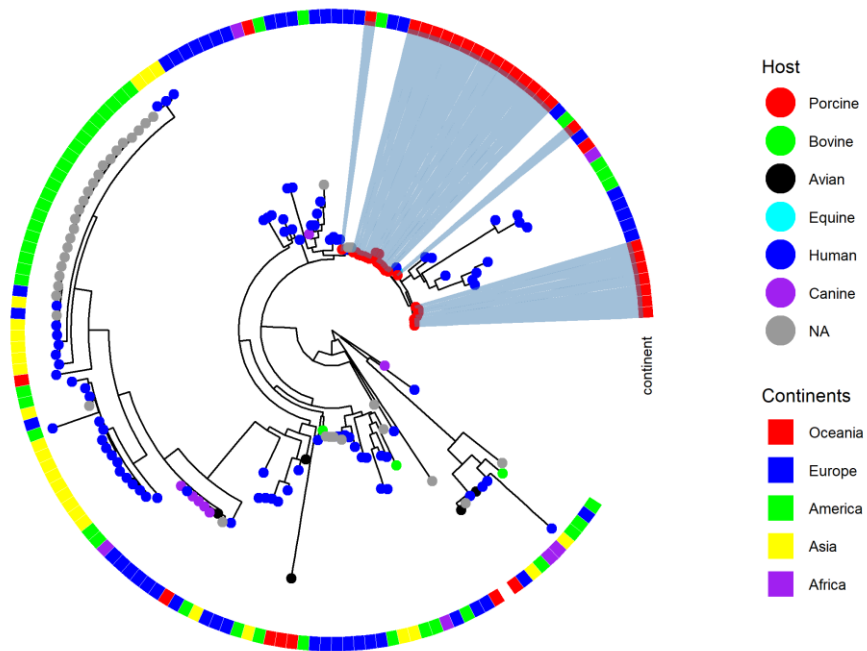 Host
Porcine
Bovine
Avian
Equine
Human
Canine
NA
continent
Continents
Oceania
Europe
America
Asia
Africa